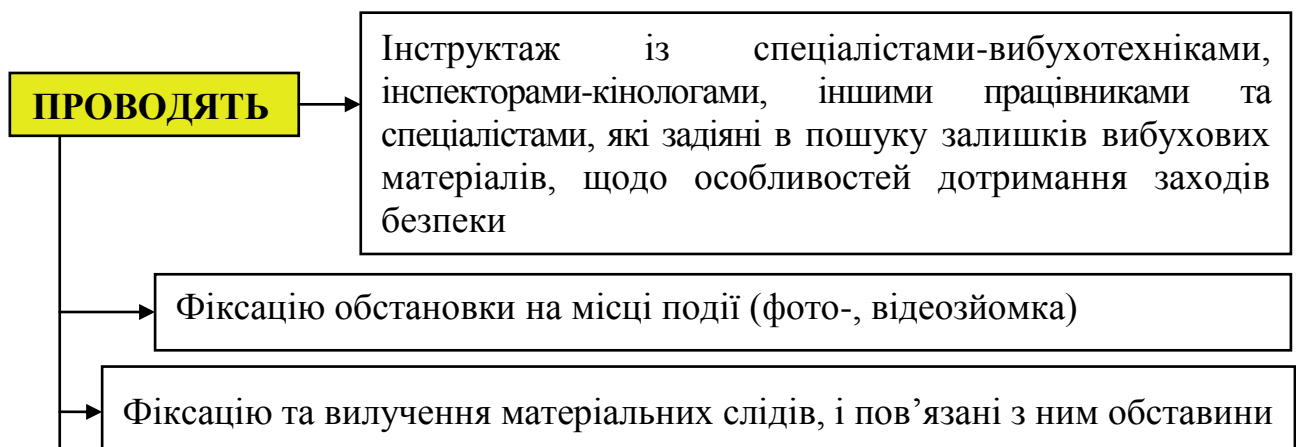 ПРОВОДЯТЬ
Інструктаж із спеціалістами-вибухотехніками,
інспекторами-кінологами, іншими працівниками та
спеціалістами, які задіяні в пошуку залишків вибухових
матеріалів, щодо особливостей дотримання заходів
безпеки
Фіксацію обстановки на місці події (фото-, відеозйомка)
Фіксацію та вилучення матеріальних слідів, і пов’язані з ним обставини